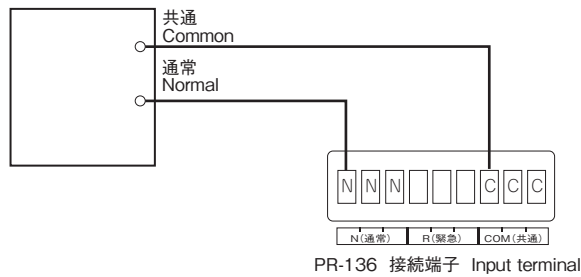 共通
Common
通常
Normal
N N N C C C
N(通常) R(緊急) COM(共通)
PR-136 接続端子 Input terminal